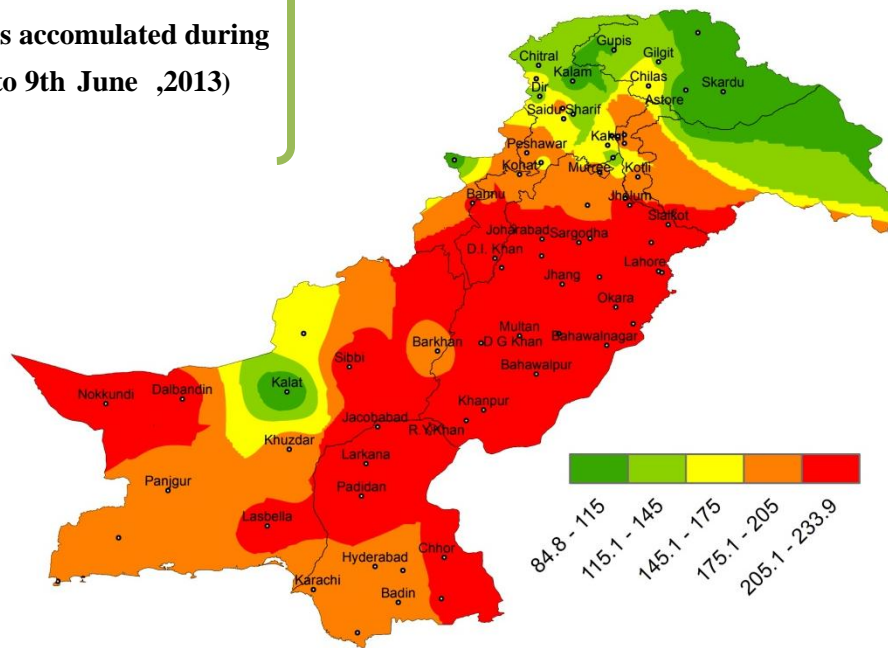 s accomulated during
to 9th June ,2013)
Gupis
Chitral
Gilgit
Kalam
Chilas
Skardu
Dir
Astore
Saidu Sharif
Kakul
Peshawar
Kohat
Murree
Kotli
Bannu
Jhelum
Sialkot
Joharabad
Sargodha
D.I. Khan
Lahore
Jhang
Okara
Multan
Barkhan
D G Khan
Bahawalnagar
Sibbi
Bahawalpur
Kalat
Nokkundi
Dalbandin
Khanpur
Jacobabad
R.Y.Khan
Khuzdar
Larkana
Panjgur
Padidan
Lasbella
Chhor
Hyderabad
Karachi
Badin
84.8 - 115
115.1 - 145
145.1 - 175
175.1 - 205
205.1 - 233.9